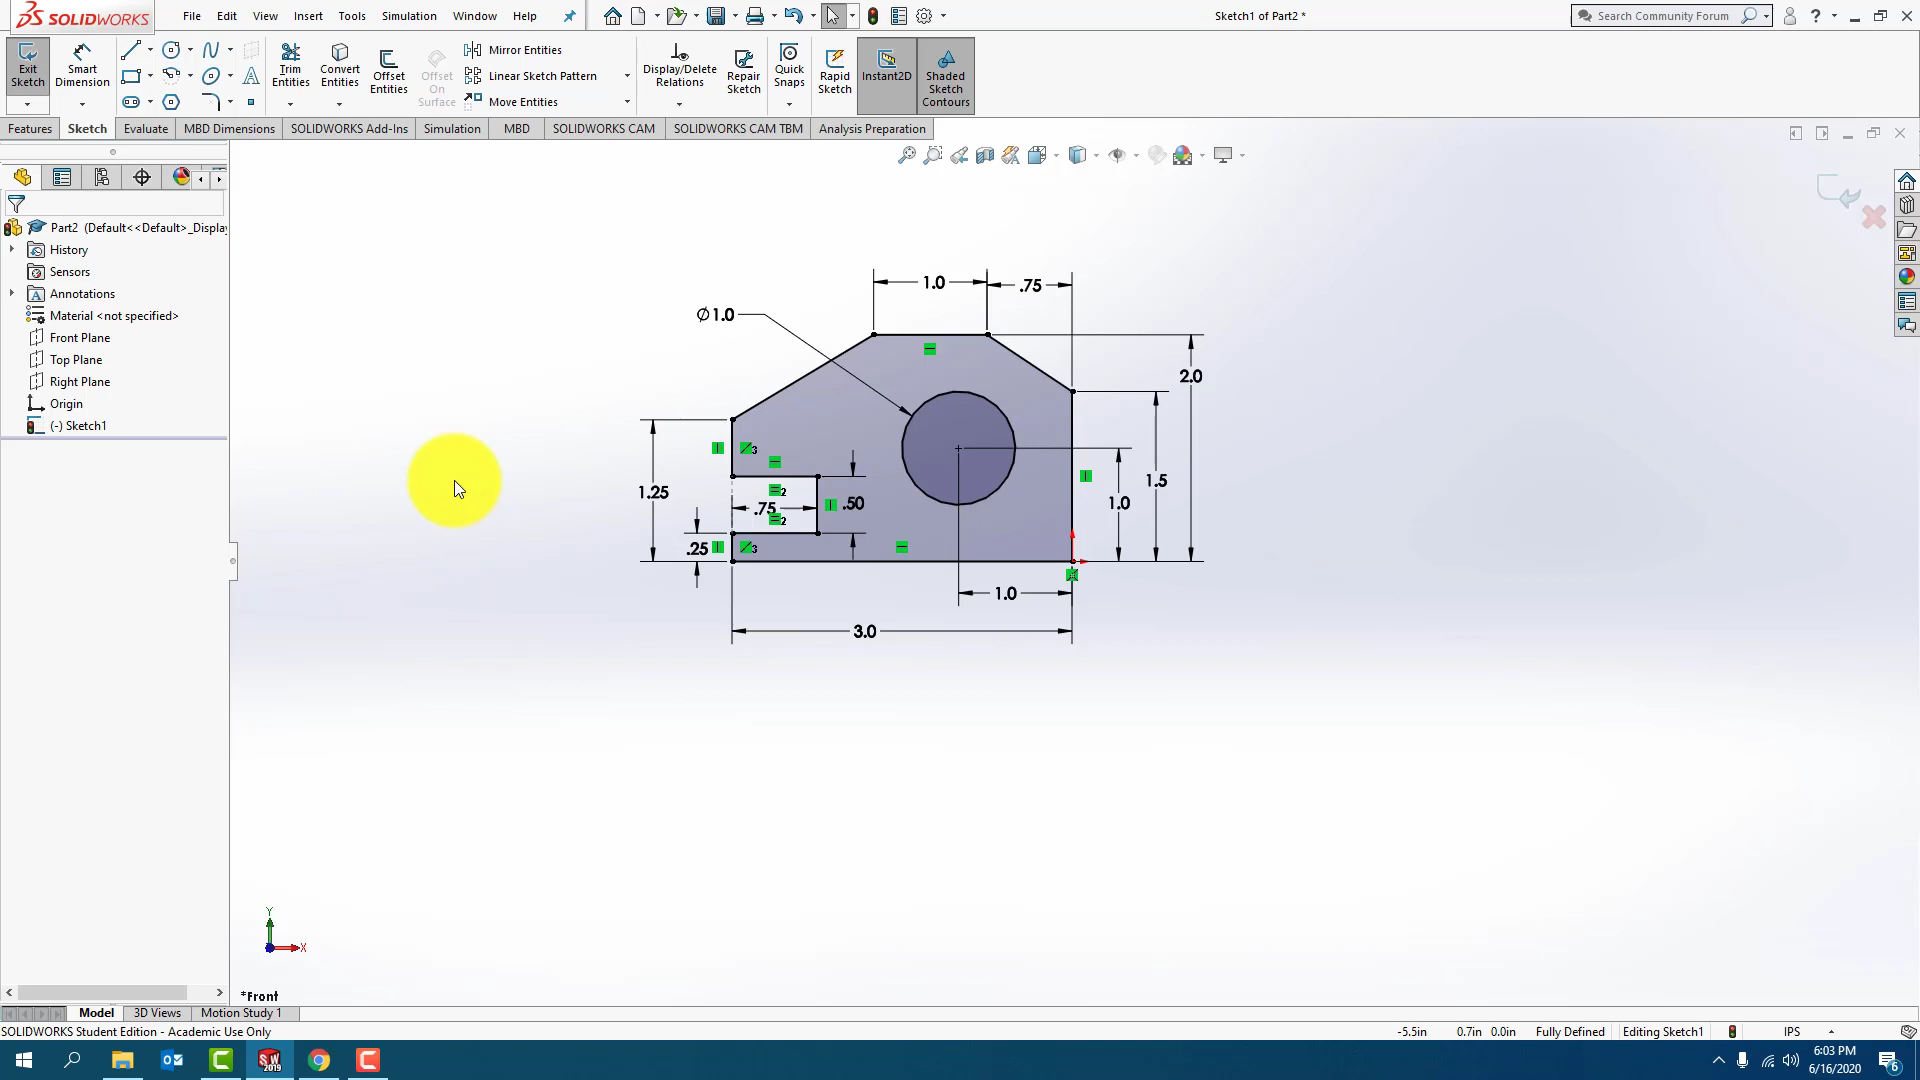 SOLIDWORKS File Edit View Insert Tools Simulation Window Help Sketch1 of Part2 * Search Community Forum ?
Exit Sketch
Smart Dimension
Trim Entities
Convert Entities
Offset Entities
Offset On Surface
Mirror Entities
Linear Sketch Pattern
Move Entities
Display/Delete Relations
Repair Sketch
Quick Snaps
Rapid Sketch
Instant2D
Shaded Sketch Contours
Features Sketch Evaluate MBD Dimensions SOLIDWORKS Add-Ins Simulation MBD SOLIDWORKS CAM SOLIDWORKS CAM TBM Analysis Preparation
Part2 (Default<<Default>_Displa
History
Sensors
Annotations
Material <not specified>
Front Plane
Top Plane
Right Plane
Origin
(-) Sketch1
1.0 .75
Ø1.0
2.0
1.25 .75 .50 1.0 1.5
.25
1.0
3.0
Y
X
*Front
Model 3D Views Motion Study 1
SOLIDWORKS Student Edition - Academic Use Only -5.5in 0.7in 0.0in Fully Defined Editing Sketch1 IPS
SW 2019
6:03 PM
6/16/2020
6